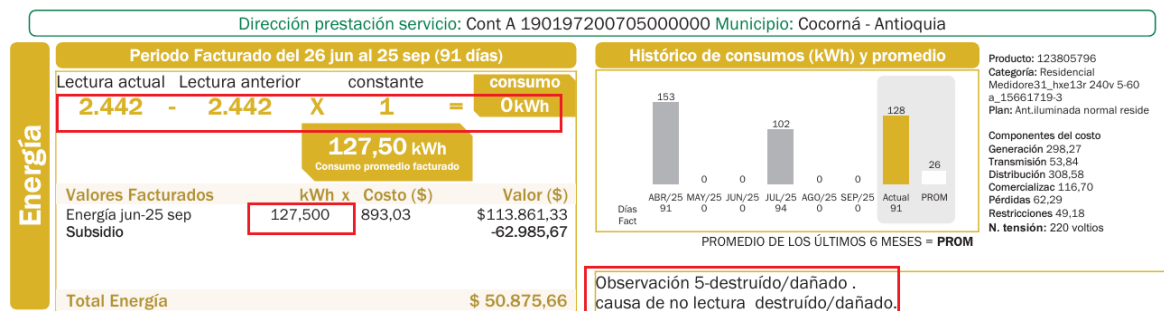 Dirección prestación servicio: Cont A 190197200705000000 Municipio: Cocorná - Antioquia
Energía
Periodo Facturado del 26 jun al 25 sep (91 días)
Lectura actual Lectura anterior constante consumo
2.442 - 2.442 X 1 = 0 kWh
127,50 kWh
Consumo promedio facturado
Valores Facturados kWh x Costo ($) Valor ($)
Energía jun-25 sep 127,500 893,03 $113.861,33
Subsidio -62.985,67
Total Energía $ 50.875,66
Histórico de consumos (kWh) y promedio
153 0 0 102 0 0 128 26
ABR/25 MAY/25 JUN/25 JUL/25 AGO/25 SEP/25 Actual PROM
Días Fact 91 0 0 94 0 0 91
PROMEDIO DE LOS ÚLTIMOS 6 MESES = PROM
Producto: 123805796
Categoría: Residencial
Medidore31_hxe13r 240v 5-60
a_15661719-3
Plan: Ant.iluminada normal reside
Componentes del costo
Generación 298,27
Transmisión 53,84
Distribución 308,58
Comercializac 116,70
Pérdidas 62,29
Restricciones 49,18
N. tensión: 220 voltios
Observación 5-destruído/dañado .
causa de no lectura destruído/dañado.